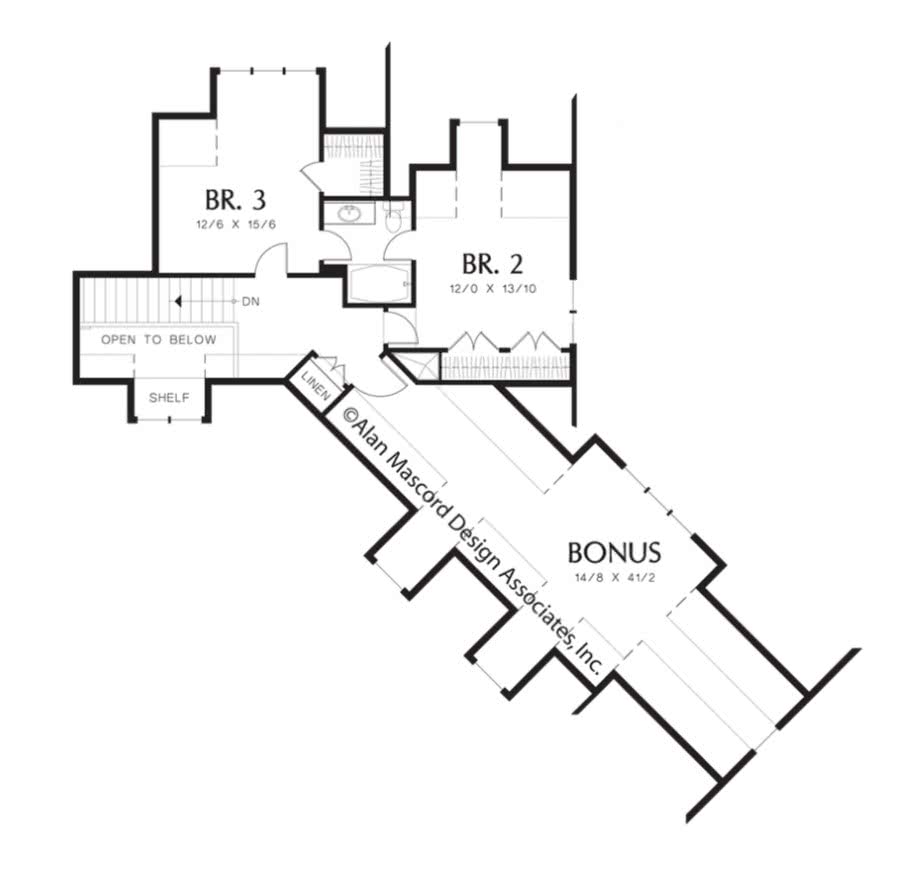 BR. 3
12/6 X 15/6
BR. 2
12/0 X 13/10
DN
OPEN TO BELOW
SHELF
LINEN
©Alan Mascord Design Associates, Inc.
BONUS
14/8 X 41/2